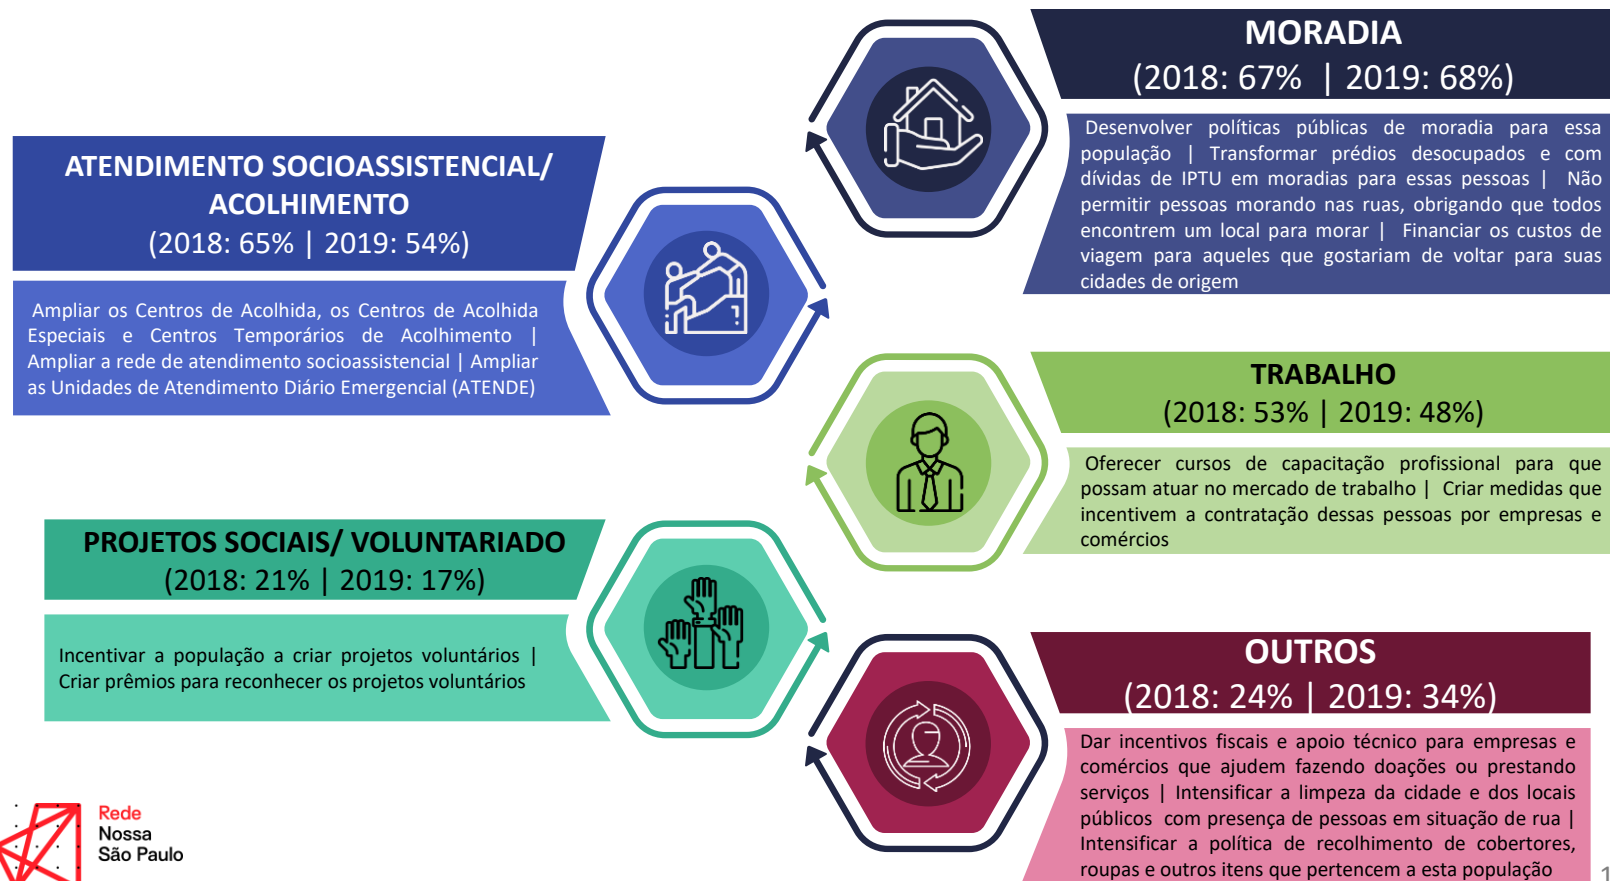 MORADIA
(2018: 67% | 2019: 68%)
Desenvolver políticas públicas de moradia para essa
população | Transformar prédios desocupados e com
dívidas de IPTU em moradias para essas pessoas | Não
permitir pessoas morando nas ruas, obrigando que todos
encontrem um local para morar | Financiar os custos de
viagem para aqueles que gostariam de voltar para suas
cidades de origem
ATENDIMENTO SOCIOASSISTENCIAL/
ACOLHIMENTO
(2018: 65% | 2019: 54%)
Ampliar os Centros de Acolhida, os Centros de Acolhida
Especiais e Centros Temporários de Acolhimento |
Ampliar a rede de atendimento socioassistencial | Ampliar
as Unidades de Atendimento Diário Emergencial (ATENDE)
TRABALHO
(2018: 53% | 2019: 48%)
Oferecer cursos de capacitação profissional para que
possam atuar no mercado de trabalho | Criar medidas que
incentivem a contratação dessas pessoas por empresas e
comércios
PROJETOS SOCIAIS/ VOLUNTARIADO
(2018: 21% | 2019: 17%)
Incentivar a população a criar projetos voluntários |
Criar prêmios para reconhecer os projetos voluntários
OUTROS
(2018: 24% | 2019: 34%)
Dar incentivos fiscais e apoio técnico para empresas e
comércios que ajudem fazendo doações ou prestando
serviços | Intensificar a limpeza da cidade e dos locais
públicos com presença de pessoas em situação de rua |
Intensificar a política de recolhimento de cobertores,
roupas e outros itens que pertencem a esta população
Rede
Nossa
São Paulo